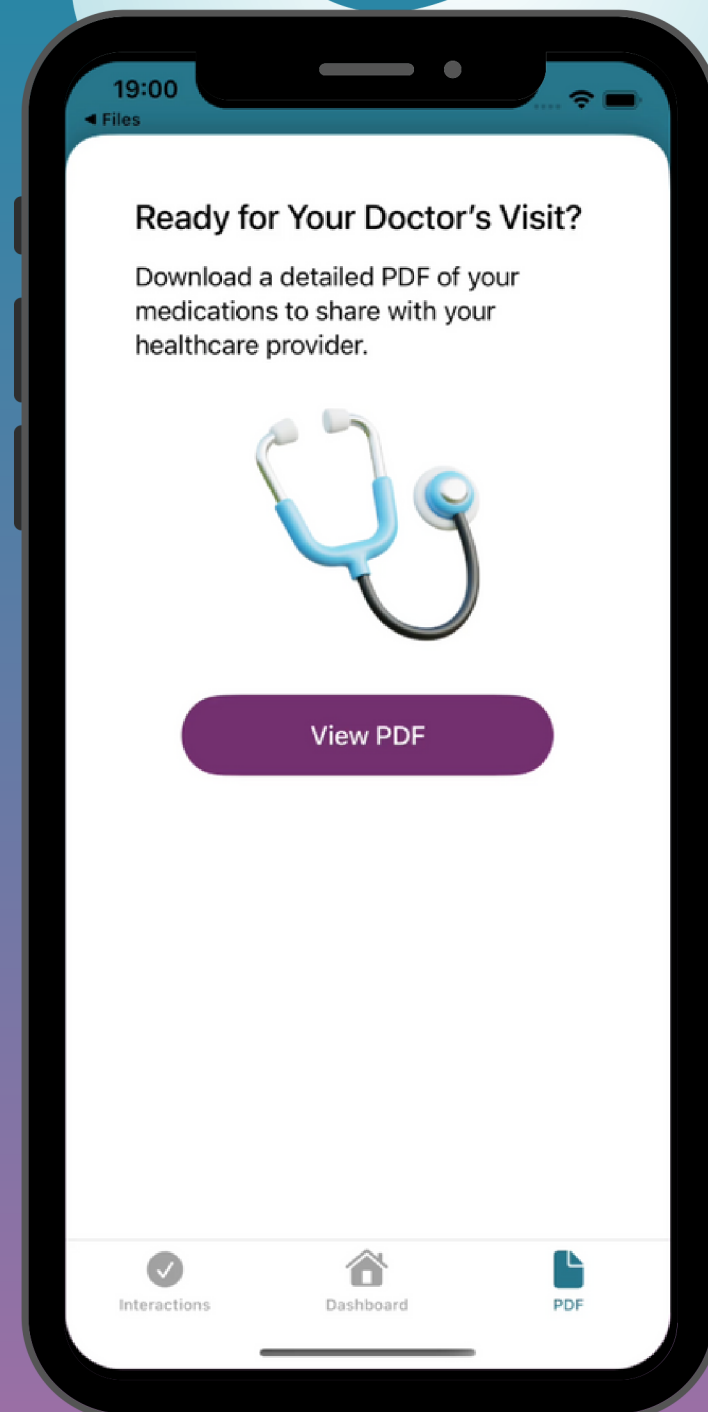 19:00
◀ Files
Ready for Your Doctor’s Visit?
Download a detailed PDF of your
medications to share with your
healthcare provider.
View PDF
Interactions
Dashboard
PDF